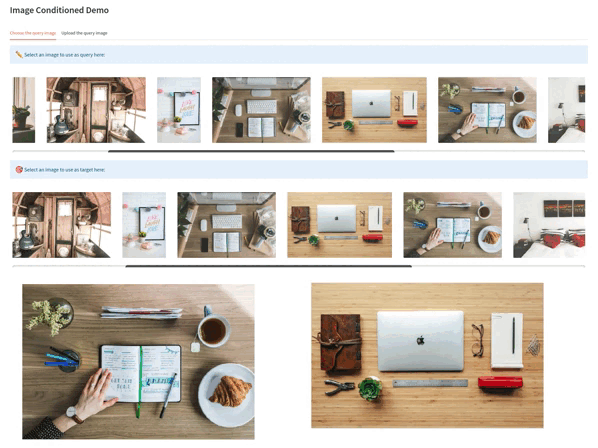 Image Conditioned Demo
Choose the query image Upload the query image
Select an image to use as query here:
Select an image to use as target here: